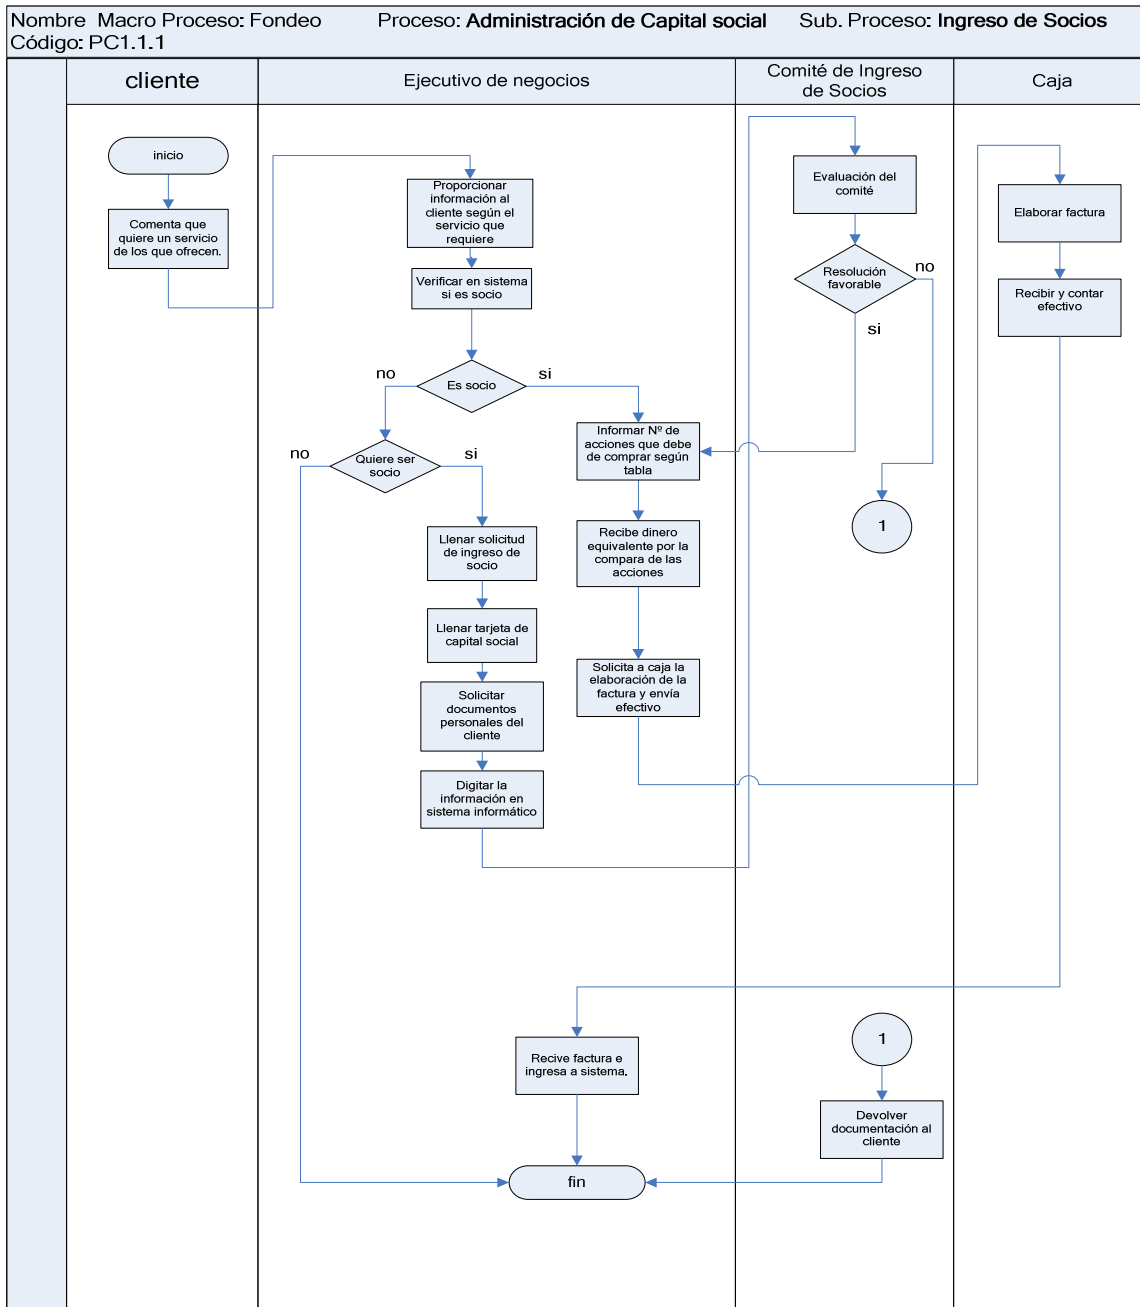 Nombre Macro Proceso: Fondeo Proceso: Administración de Capital social Sub. Proceso: Ingreso de Socios
Código: PC1.1.1
cliente
Ejecutivo de negocios
Comité de Ingreso
de Socios
Caja
inicio
Comenta que
quiere un servicio
de los que ofrecen.
Proporcionar
información al
cliente según el
servicio que
requiere
Verificar en sistema
si es socio
Es socio
no
si
Quiere ser
socio
no
si
Llenar solicitud
de ingreso de
socio
Llenar tarjeta de
capital social
Solicitar
documentos
personales del
cliente
Digitar la
información en
sistema informático
Informar Nº de
acciones que debe
de comprar según
tabla
Recibe dinero
equivalente por la
compara de las
acciones
Solicita a caja la
elaboración de la
factura y envía
efectivo
Evaluación del
comité
Resolución
favorable
no
si
1
Elaborar factura
Recibir y contar
efectivo
Recive factura e
ingresa a sistema.
1
Devolver
documentación al
cliente
fin